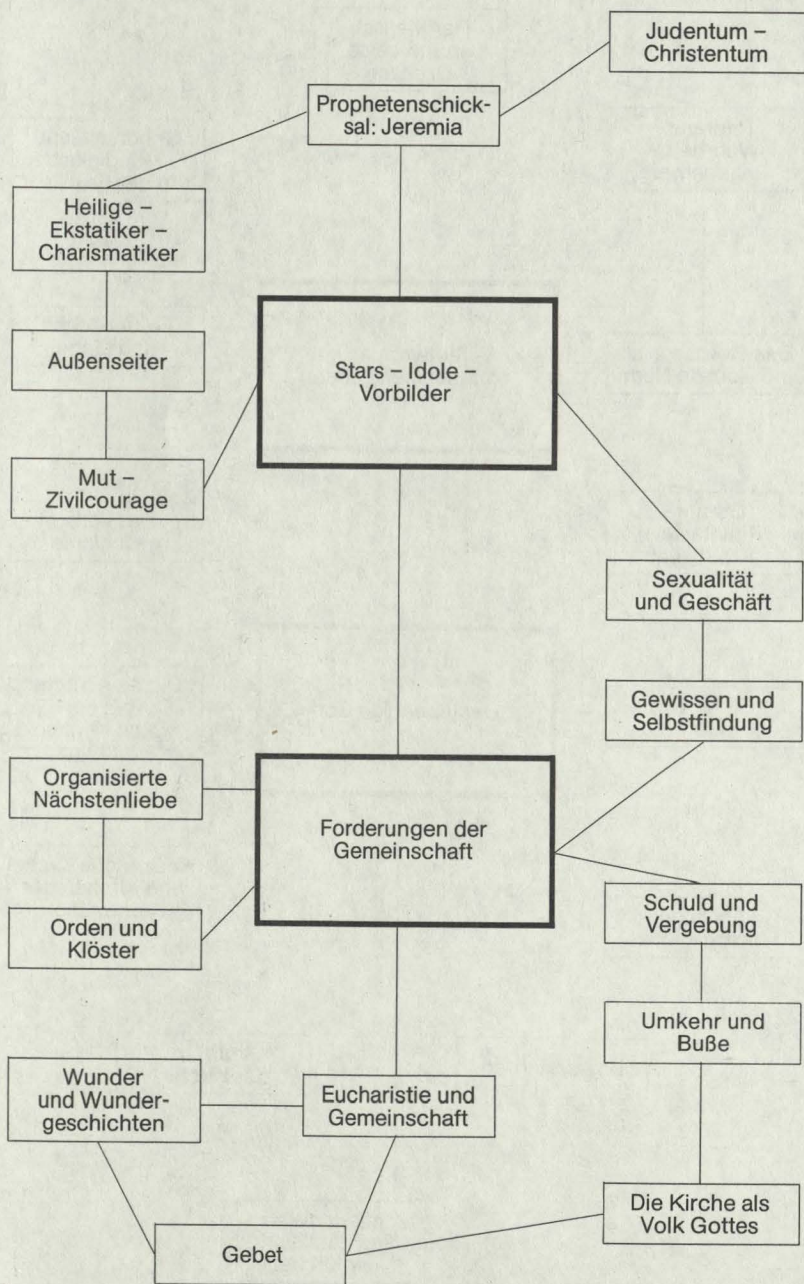 Judentum –
Christentum
Prophetenschick-
sal: Jeremia
Heilige –
Ekstatiker –
Charismatiker
Außenseiter
Stars – Idole –
Vorbilder
Mut –
Zivilcourage
Sexualität
und Geschäft
Gewissen und
Selbstfindung
Organisierte
Nächstenliebe
Forderungen der
Gemeinschaft
Schuld und
Vergebung
Orden und
Klöster
Umkehr und
Buße
Wunder
und Wunder-
geschichten
Eucharistie und
Gemeinschaft
Die Kirche als
Volk Gottes
Gebet